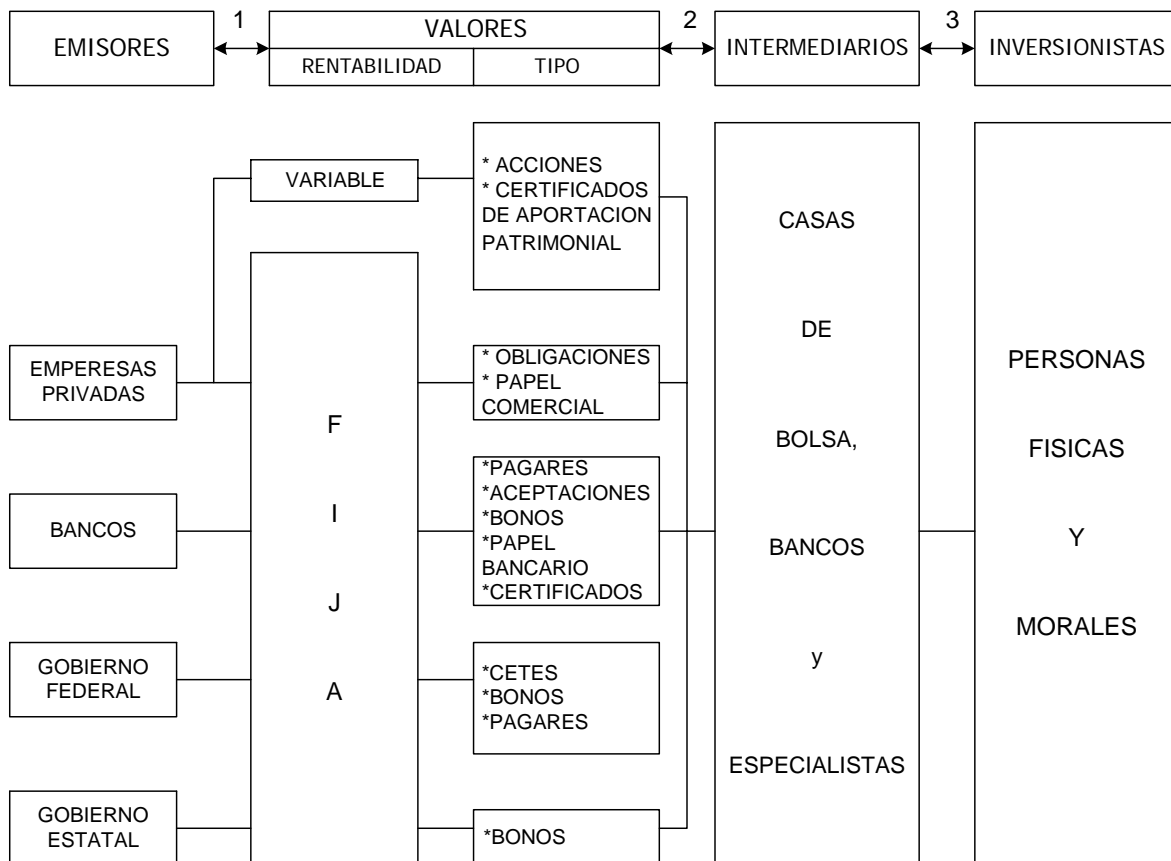 1
2
3
EMISORES
VALORES
RENTABILIDAD
TIPO
INTERMEDIARIOS
INVERSIONISTAS
VARIABLE
* ACCIONES
* CERTIFICADOS
DE APORTACION
PATRIMONIAL
EMPERESAS
PRIVADAS
BANCOS
GOBIERNO
FEDERAL
GOBIERNO
ESTATAL
F
I
J
A
* OBLIGACIONES
* PAPEL
COMERCIAL
*PAGARES
*ACEPTACIONES
*BONOS
*PAPEL
BANCARIO
*CERTIFICADOS
*CETES
*BONOS
*PAGARES
*BONOS
CASAS
DE
BOLSA,
BANCOS
y
ESPECIALISTAS
PERSONAS
FISICAS
Y
MORALES